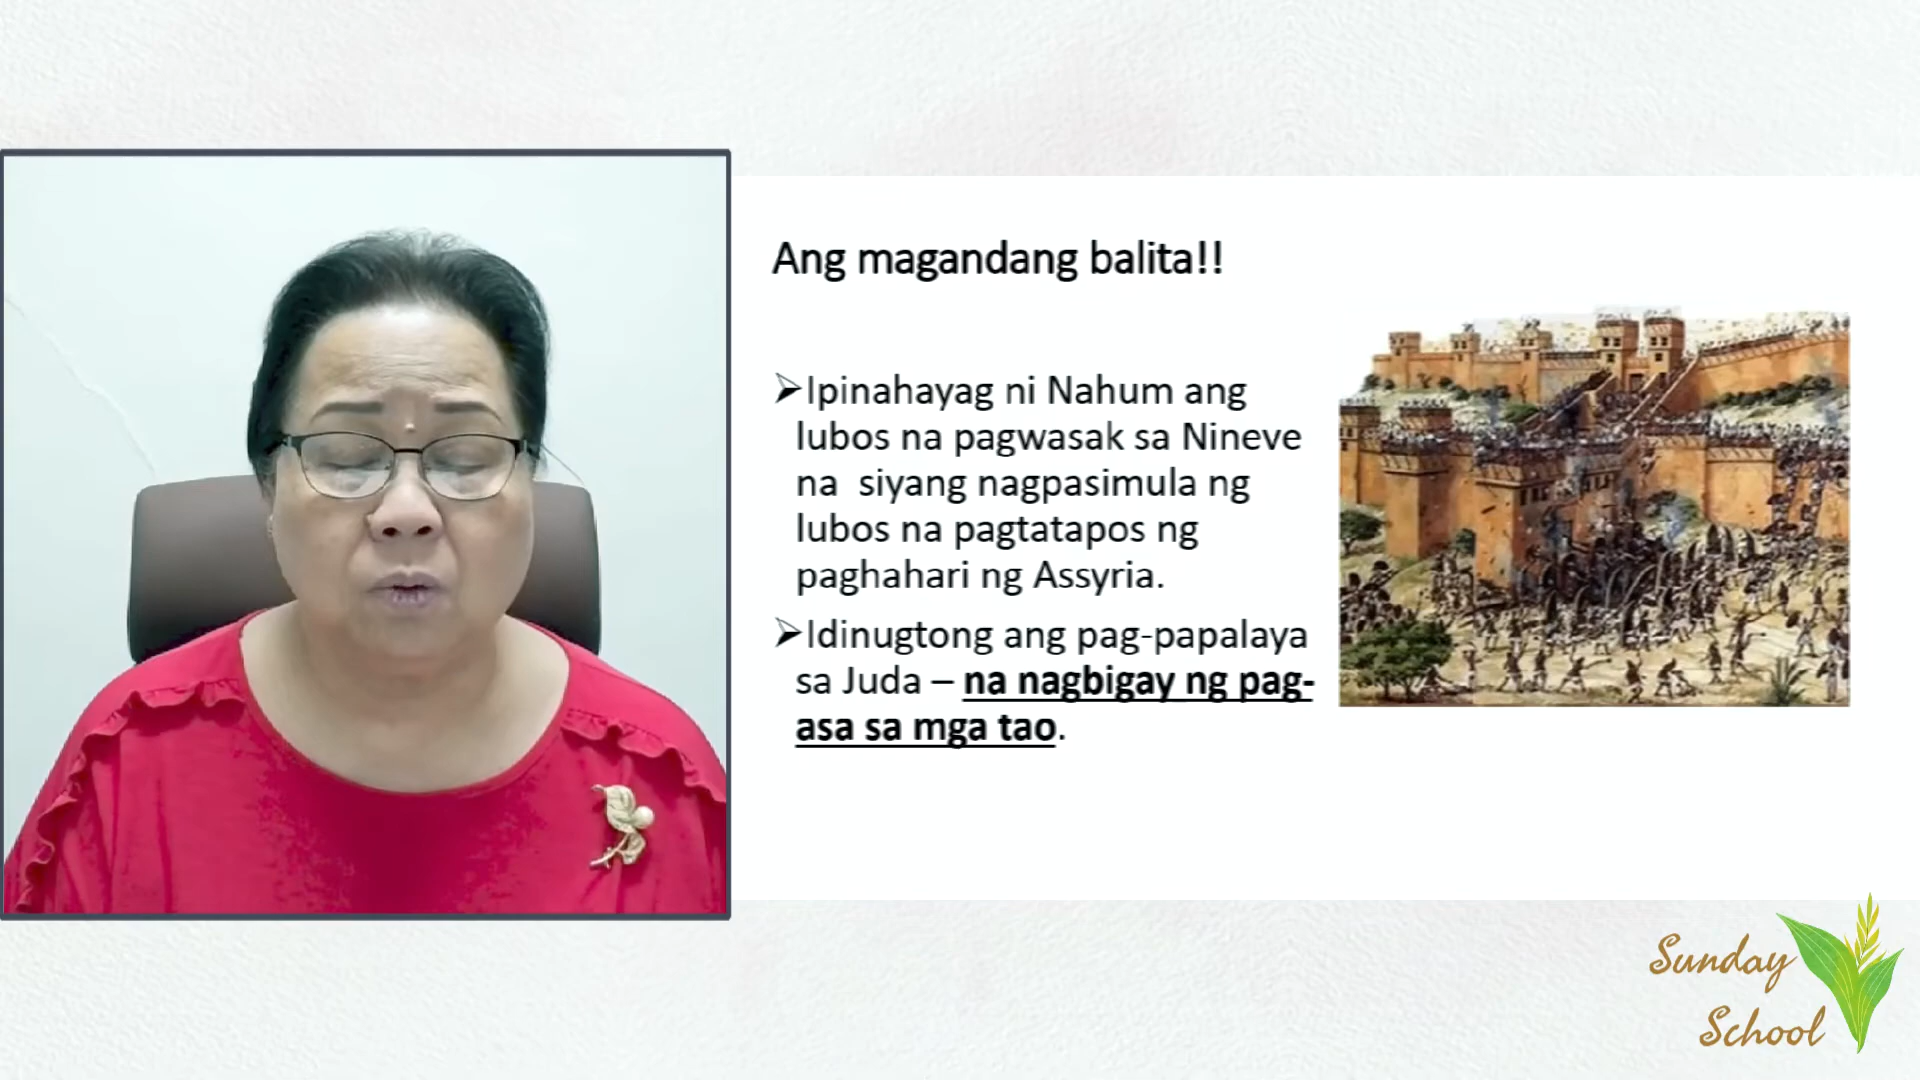 Ang magandang balita!!
➢Ipinahayag ni Nahum ang
lubos na pagwasak sa Nineve
na  siyang nagpasimula ng
lubos na pagtatapos ng
paghahari ng Assyria.
➢Idinugtong ang pag-papalaya
sa Juda – na nagbigay ng pag-
asa sa mga tao.
Sunday
School